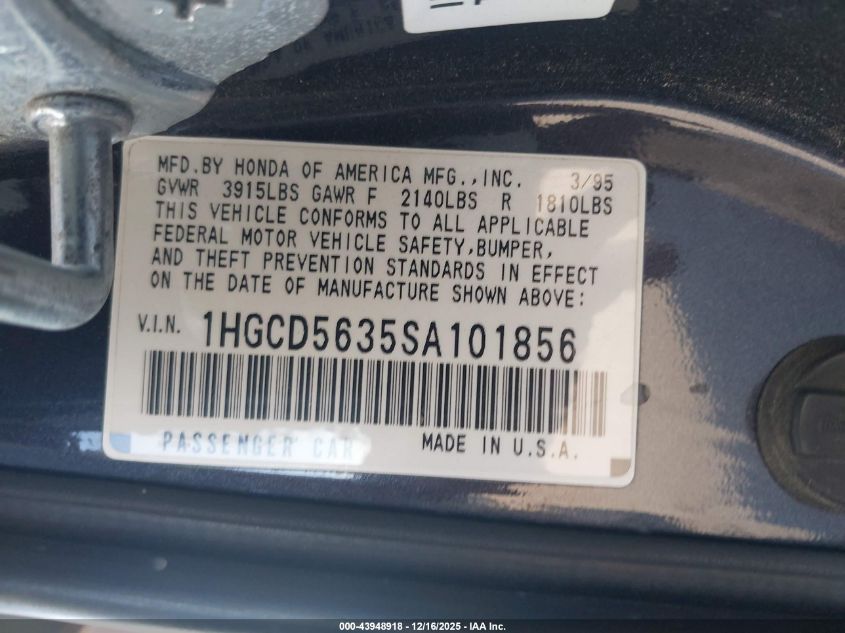 MFD.BY HONDA OF AMERICA MFG.,INC. 3/95
GVWR 3915LBS GAWR F 2140LBS R 1810LBS
THIS VEHICLE CONFORMS TO ALL APPLICABLE
FEDERAL MOTOR VEHICLE SAFETY,BUMPER,
AND THEFT PREVENTION STANDARDS IN EFFECT
ON THE DATE OF MANUFACTURE SHOWN ABOVE:
V.I.N. 1HGCD5635SA101856
PASSENGER CAR MADE IN U.S.A.
000-43948918 - 12/16/2025 - IAA Inc.